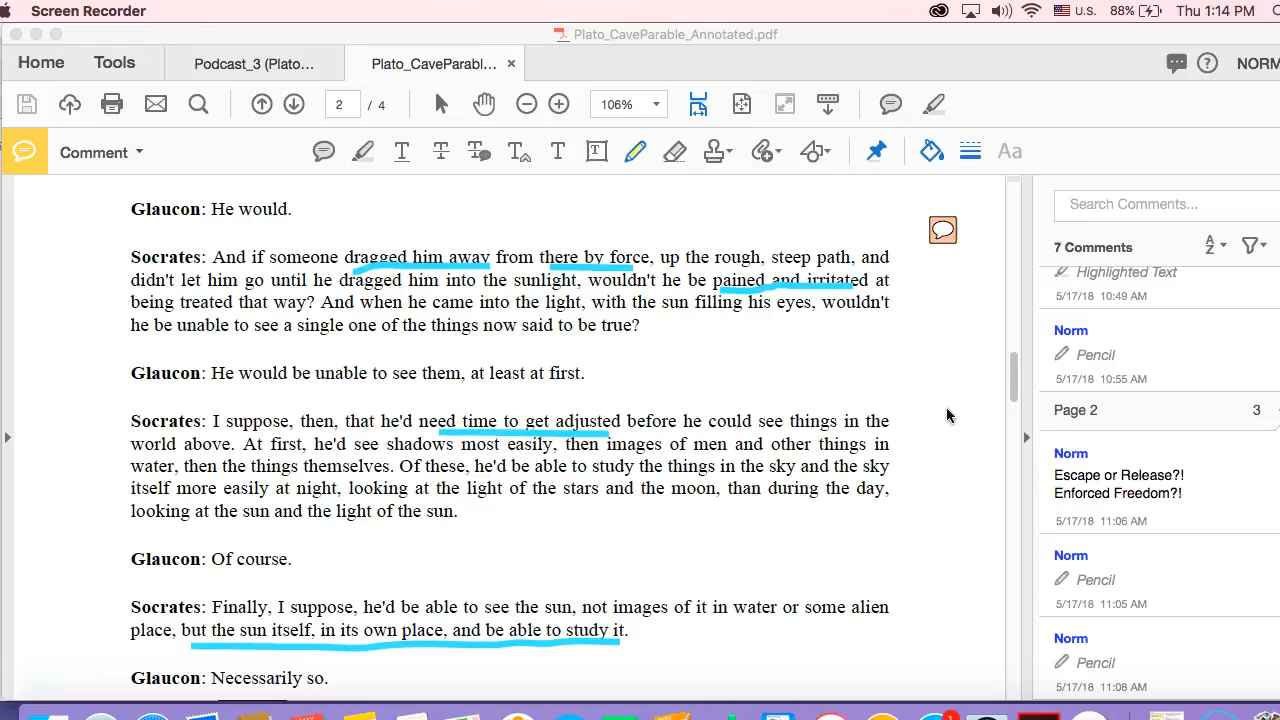 Screen Recorder U.S. 88% Thu 1:14 PM
Plato_CaveParable_Annotated.pdf
Home Tools Podcast_3 (Plato... Plato_CaveParabl... × NORM
2 / 4 106%
Comment Aa
Glaucon: He would.
Socrates: And if someone dragged him away from there by force, up the rough, steep path, and
didn't let him go until he dragged him into the sunlight, wouldn't he be pained and irritated at
being treated that way? And when he came into the light, with the sun filling his eyes, wouldn't
he be unable to see a single one of the things now said to be true?
Glaucon: He would be unable to see them, at least at first.
Socrates: I suppose, then, that he'd need time to get adjusted before he could see things in the
world above. At first, he'd see shadows most easily, then images of men and other things in
water, then the things themselves. Of these, he'd be able to study the things in the sky and the sky
itself more easily at night, looking at the light of the stars and the moon, than during the day,
looking at the sun and the light of the sun.
Glaucon: Of course.
Socrates: Finally, I suppose, he'd be able to see the sun, not images of it in water or some alien
place, but the sun itself, in its own place, and be able to study it.
Glaucon: Necessarily so.
Search Comments...
7 Comments
Highlighted Text
5/17/18 10:49 AM
Norm
Pencil
5/17/18 10:55 AM
Page 2 3
Norm
Escape or Release?!
Enforced Freedom?!
5/17/18 11:06 AM
Norm
Pencil
5/17/18 11:05 AM
Norm
Pencil
5/17/18 11:08 AM